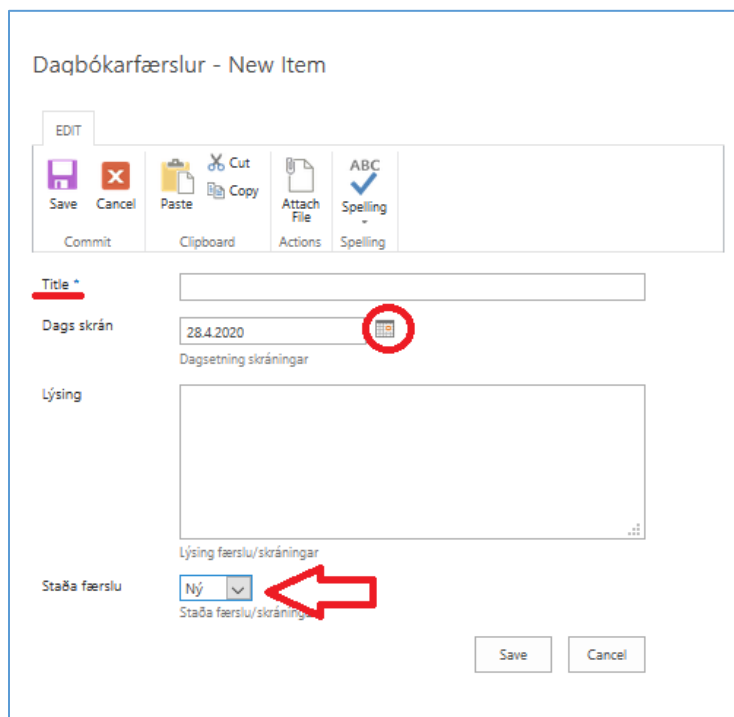 Dagbókarfærslur - New Item
EDIT
Save
Cancel
Paste
Cut
Copy
Attach
File
ABC
Spelling
Commit
Clipboard
Actions
Spelling
Title *
Dags skrán
28.4.2020
Dagsetning skráningar
Lýsing
Lýsing færslu/skráningar
Staða færslu
Ný
Staða færslu/skráningar
Save
Cancel